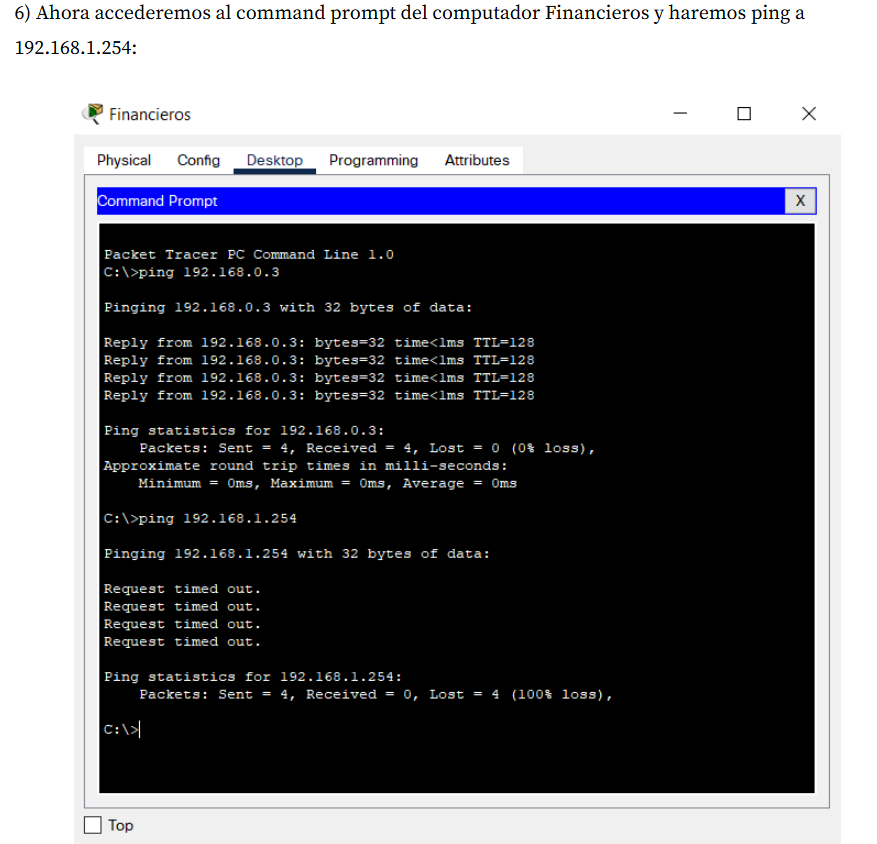 6) Ahora accederemos al command prompt del computador Financieros y haremos ping a
192.168.1.254:
Financieros
Physical Config Desktop Programming Attributes
Command Prompt X
Packet Tracer PC Command Line 1.0
C:\>ping 192.168.0.3
Pinging 192.168.0.3 with 32 bytes of data:
Reply from 192.168.0.3: bytes=32 time<1ms TTL=128
Reply from 192.168.0.3: bytes=32 time<1ms TTL=128
Reply from 192.168.0.3: bytes=32 time<1ms TTL=128
Reply from 192.168.0.3: bytes=32 time<1ms TTL=128
Ping statistics for 192.168.0.3:
Packets: Sent = 4, Received = 4, Lost = 0 (0% loss),
Approximate round trip times in milli-seconds:
Minimum = 0ms, Maximum = 0ms, Average = 0ms
C:\>ping 192.168.1.254
Pinging 192.168.1.254 with 32 bytes of data:
Request timed out.
Request timed out.
Request timed out.
Request timed out.
Ping statistics for 192.168.1.254:
Packets: Sent = 4, Received = 0, Lost = 4 (100% loss),
C:\>
Top